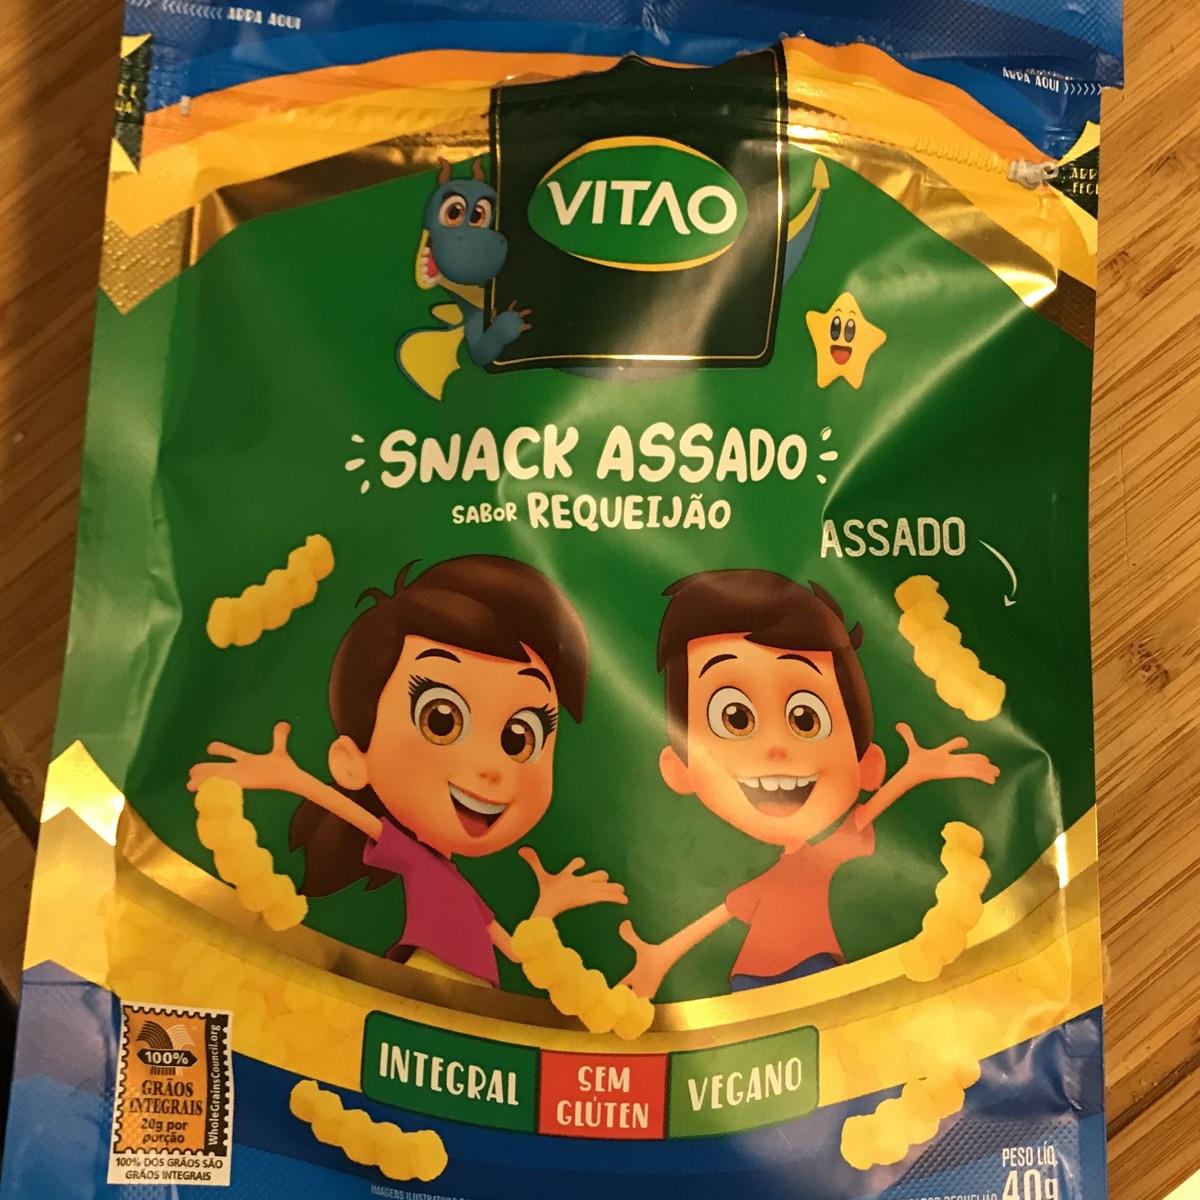 ABRA AQUI
ABRA AQUI
VITAO
SNACK ASSADO
SABOR REQUEIJÃO
ASSADO
INTEGRAL
SEM
GLÚTEN
VEGANO
100%
GRÃOS
INTEGRAIS
20g por
porção
WholeGrainsCouncil.org
100% DOS GRÃOS SÃO
GRÃOS INTEGRAIS
PESO LÍQ.
40g